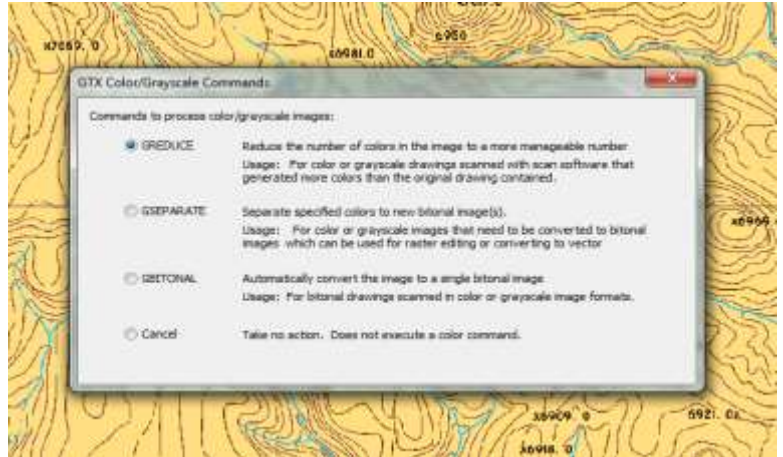 x7069. 0
6950
x6981.0
GTX Color/Grayscale Commands
Commands to process color/grayscale images:
GREDUCE Reduce the number of colors in the image to a more manageable number
Usage: For color or grayscale drawings scanned with scan software that
generated more colors than the original drawing contained.
GSEPARATE Separate specified colors to new bitonal image(s).
Usage: For color or grayscale images that need to be converted to bitonal
images which can be used for raster editing or converting to vector
x6969
GBITONAL Automatically convert the image to a single bitonal image
Usage: For bitonal drawings scanned in color or grayscale image formats.
Cancel Take no action. Does not execute a color command.
x6909 0
6921. 0
x6918. 0